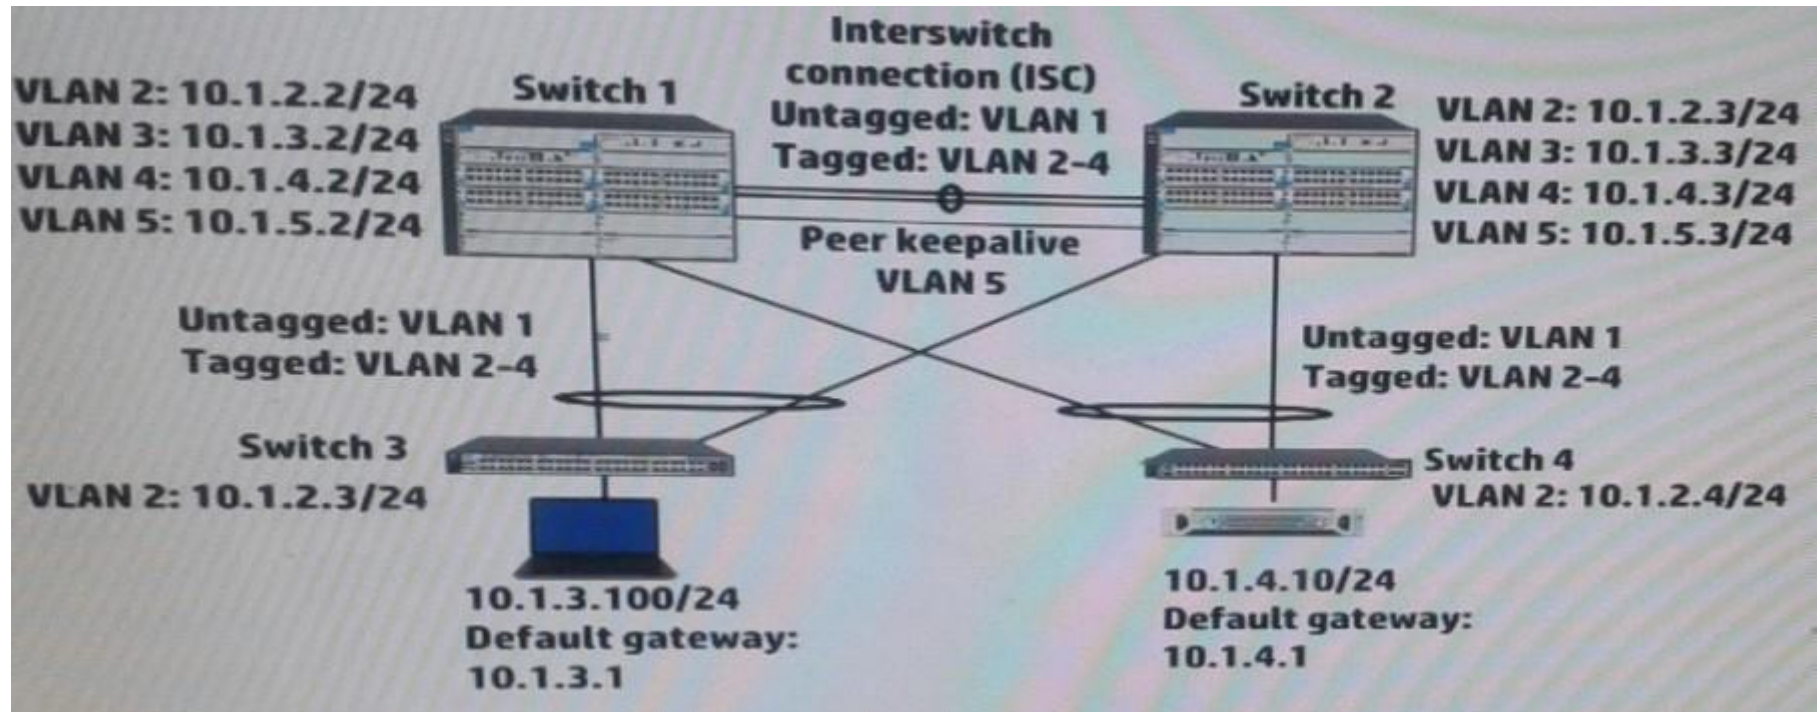 Interswitch
connection (ISC)
Untagged: VLAN 1
Tagged: VLAN 2-4
Switch 1
VLAN 2: 10.1.2.2/24
VLAN 3: 10.1.3.2/24
VLAN 4: 10.1.4.2/24
VLAN 5: 10.1.5.2/24
Switch 2
VLAN 2: 10.1.2.3/24
VLAN 3: 10.1.3.3/24
VLAN 4: 10.1.4.3/24
VLAN 5: 10.1.5.3/24
Peer keepalive
VLAN 5
Untagged: VLAN 1
Tagged: VLAN 2-4
Untagged: VLAN 1
Tagged: VLAN 2-4
Switch 3
VLAN 2: 10.1.2.3/24
Switch 4
VLAN 2: 10.1.2.4/24
10.1.3.100/24
Default gateway:
10.1.3.1
10.1.4.10/24
Default gateway:
10.1.4.1